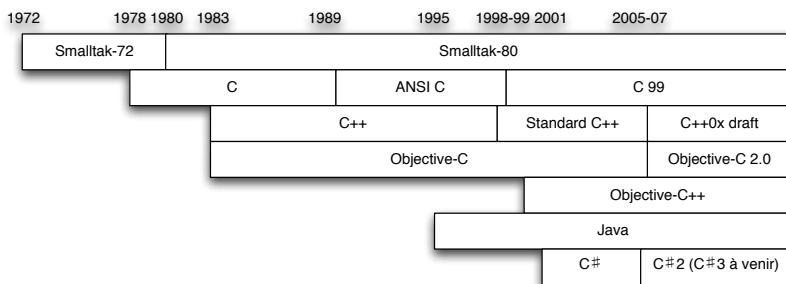 1972 1978 1980 1983 1989 1995 1998-99 2001 2005-07
Smalltak-72 Smalltak-80
C ANSI C C 99
C++ Standard C++ C++0x draft
Objective-C Objective-C 2.0
Objective-C++
Java
C♯ C♯2 (C♯3 à venir)